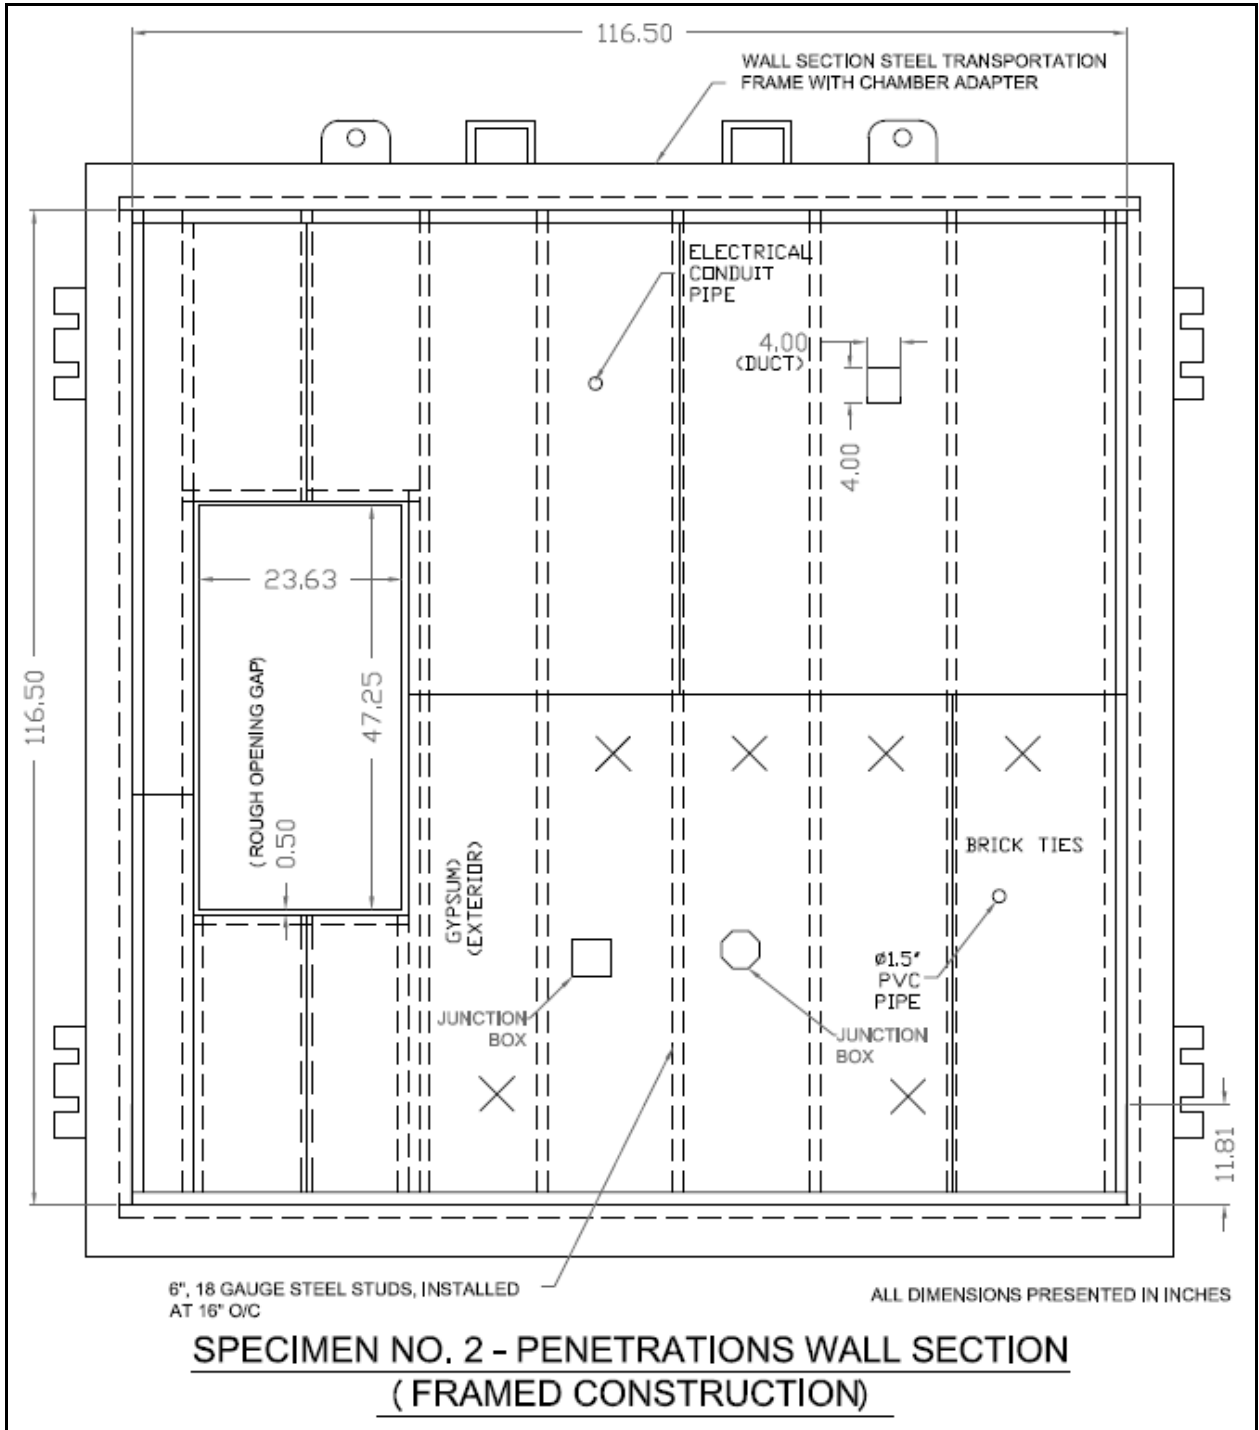 116.50
WALL SECTION STEEL TRANSPORTATION
FRAME WITH CHAMBER ADAPTER
ELECTRICAL
CONDUIT
PIPE
4.00
(DUCT)
4.00
23.63
47.25
(ROUGH OPENING GAP)
0.50
116.50
GYPSUM)
(EXTERIOR)
BRICK TIES
Ø1.5"
PVC
PIPE
JUNCTION
BOX
JUNCTION
BOX
11.81
6", 18 GAUGE STEEL STUDS, INSTALLED
AT 16" O/C
ALL DIMENSIONS PRESENTED IN INCHES
SPECIMEN NO. 2 - PENETRATIONS WALL SECTION
(FRAMED CONSTRUCTION)